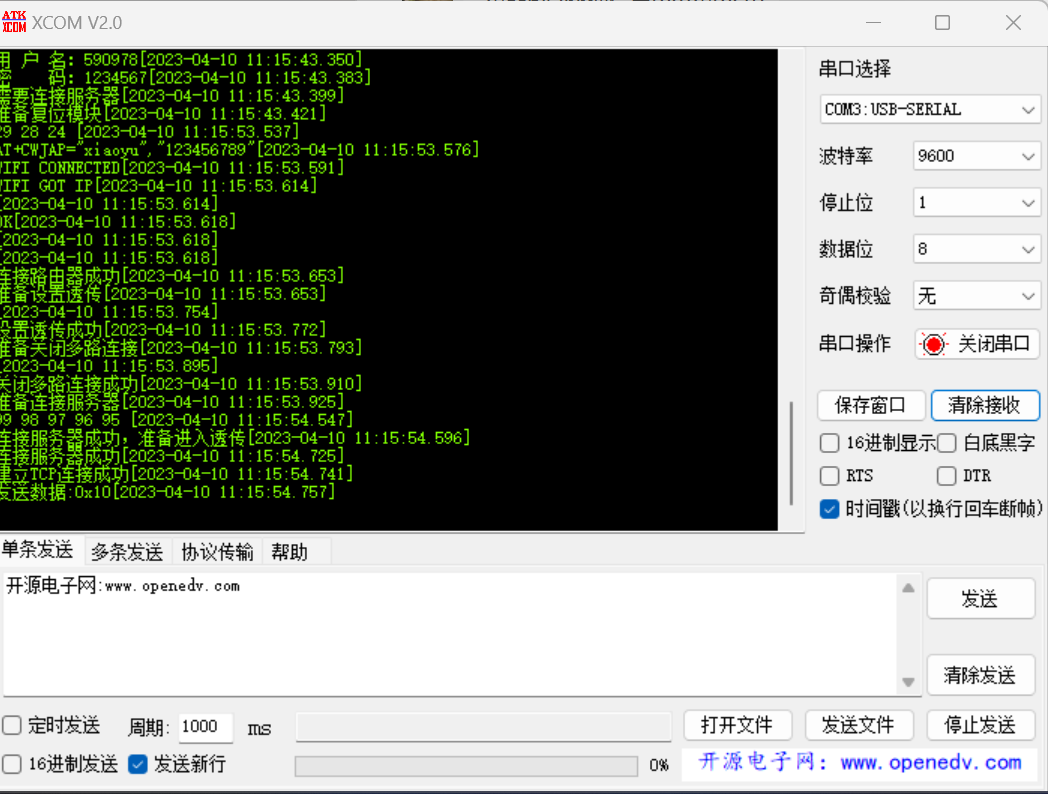 ATK
XCOM
XCOM V2.0
用 户 名: 590978[2023-04-10 11:15:43.350]
密 码: 1234567[2023-04-10 11:15:43.383]
需要连接服务器[2023-04-10 11:15:43.399]
准备复位模块[2023-04-10 11:15:43.421]
29 28 24 [2023-04-10 11:15:53.537]
AT+CWJAP="xiaoyu","123456789"[2023-04-10 11:15:53.576]
WIFI CONNECTED[2023-04-10 11:15:53.591]
WIFI GOT IP[2023-04-10 11:15:53.614]
[2023-04-10 11:15:53.614]
OK[2023-04-10 11:15:53.618]
[2023-04-10 11:15:53.618]
[2023-04-10 11:15:53.618]
连接路由器成功[2023-04-10 11:15:53.653]
准备设置透传[2023-04-10 11:15:53.653]
[2023-04-10 11:15:53.754]
设置透传成功[2023-04-10 11:15:53.772]
准备关闭多路连接[2023-04-10 11:15:53.793]
[2023-04-10 11:15:53.895]
关闭多路连接成功[2023-04-10 11:15:53.910]
准备连接服务器[2023-04-10 11:15:53.925]
99 98 97 96 95 [2023-04-10 11:15:54.547]
连接服务器成功，准备进入透传[2023-04-10 11:15:54.596]
连接服务器成功[2023-04-10 11:15:54.725]
建立TCP连接成功[2023-04-10 11:15:54.741]
发送数据:0x10[2023-04-10 11:15:54.757]
串口选择
COM3:USB-SERIAL
波特率 9600
停止位 1
数据位 8
奇偶校验 无
串口操作 关闭串口
保存窗口 清除接收
16进制显示 白底黑字
RTS DTR
时间戳(以换行回车断帧)
单条发送 多条发送 协议传输 帮助
开源电子网:www.openedv.com
发送
清除发送
定时发送 周期: 1000 ms 打开文件 发送文件 停止发送
16进制发送 发送新行 0% 开源电子网：www.openedv.com